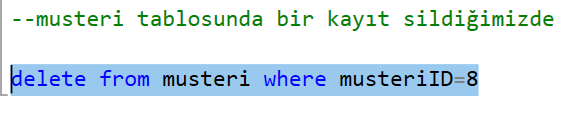 --musteri tablosunda bir kayıt sildiğimizde
delete from musteri where musteriID=8